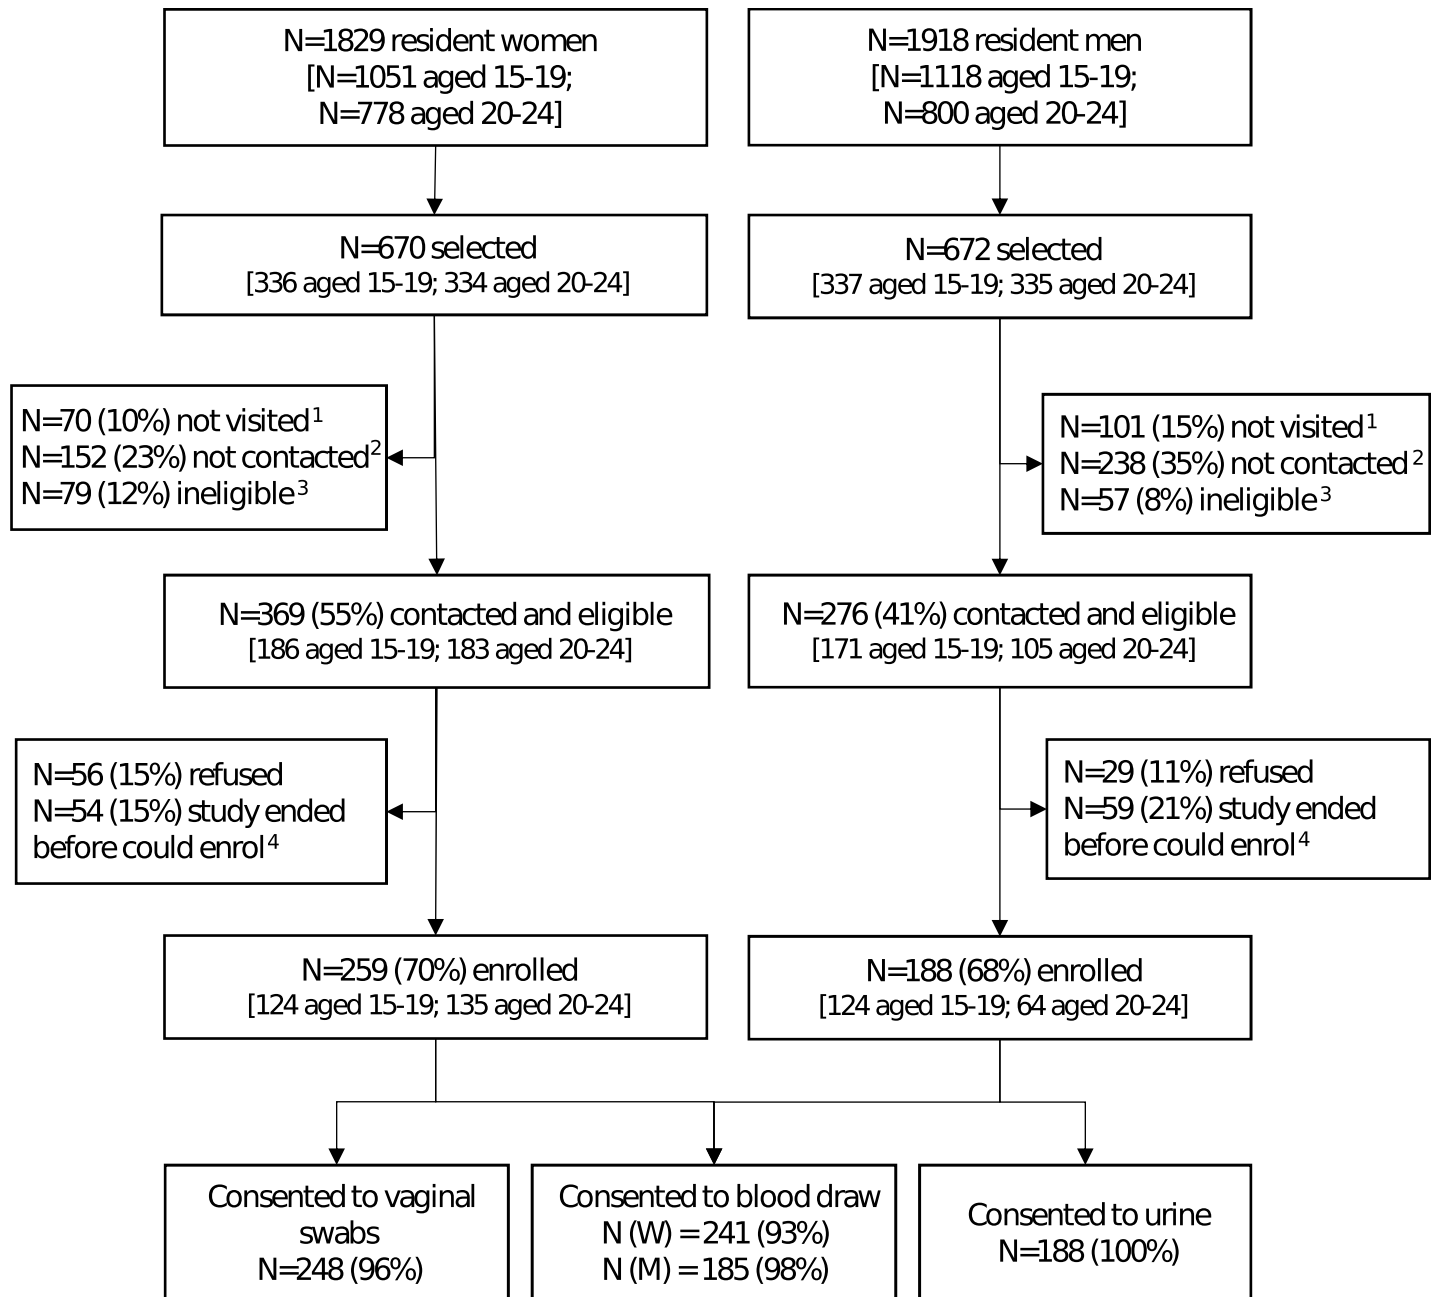 N=1829 resident women
[N=1051 aged 15-19;
N=778 aged 20-24]
N=1918 resident men
[N=1118 aged 15-19;
N=800 aged 20-24]
N=670 selected
[336 aged 15-19; 334 aged 20-24]
N=672 selected
[337 aged 15-19; 335 aged 20-24]
N=70 (10%) not visited1
N=152 (23%) not contacted2
N=79 (12%) ineligible3
N=101 (15%) not visited1
N=238 (35%) not contacted2
N=57 (8%) ineligible3
N=369 (55%) contacted and eligible
[186 aged 15-19; 183 aged 20-24]
N=276 (41%) contacted and eligible
[171 aged 15-19; 105 aged 20-24]
N=56 (15%) refused
N=54 (15%) study ended
before could enrol4
N=29 (11%) refused
N=59 (21%) study ended
before could enrol4
N=259 (70%) enrolled
[124 aged 15-19; 135 aged 20-24]
N=188 (68%) enrolled
[124 aged 15-19; 64 aged 20-24]
Consented to vaginal
swabs
N=248 (96%)
Consented to blood draw
N (W) = 241 (93%)
N (M) = 185 (98%)
Consented to urine
N=188 (100%)